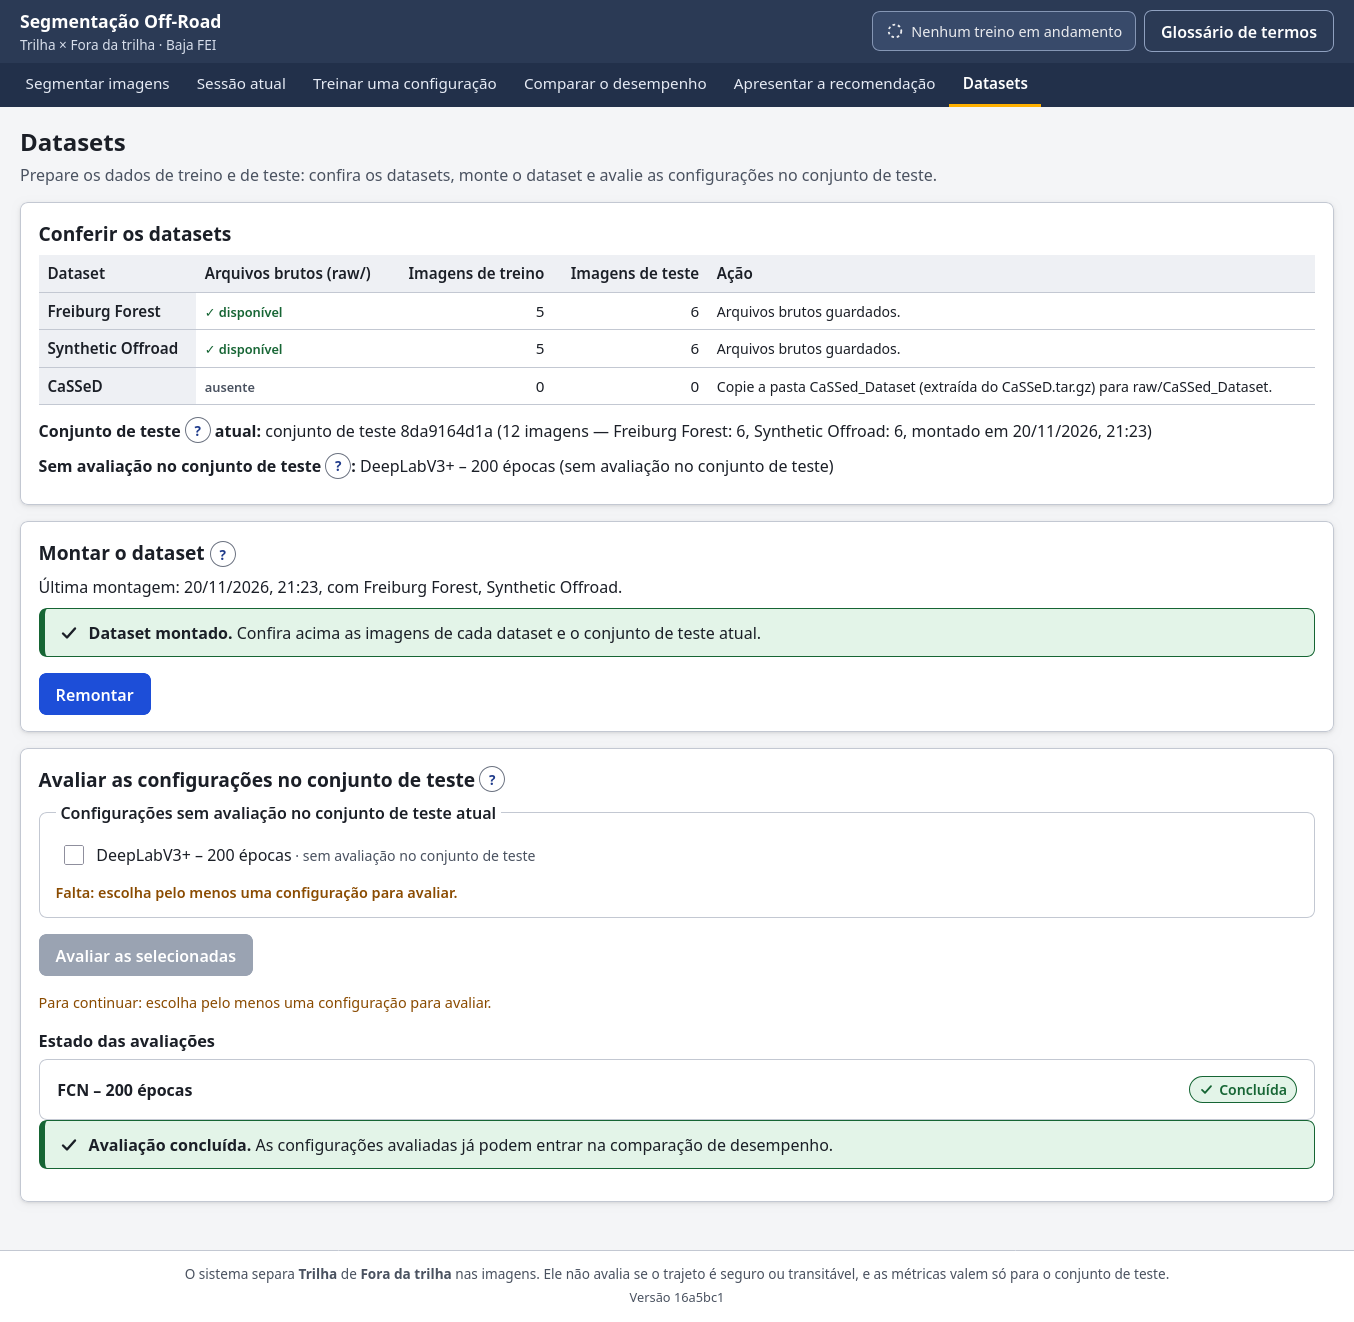 Segmentação Off-Road
Trilha × Fora da trilha · Baja FEI
Nenhum treino em andamento
Glossário de termos
Segmentar imagens
Sessão atual
Treinar uma configuração
Comparar o desempenho
Apresentar a recomendação
Datasets
Datasets
Prepare os dados de treino e de teste: confira os datasets, monte o dataset e avalie as configurações no conjunto de teste.
Conferir os datasets
Dataset Arquivos brutos (raw/) Imagens de treino Imagens de teste Ação
Freiburg Forest ✓ disponível 5 6 Arquivos brutos guardados.
Synthetic Offroad ✓ disponível 5 6 Arquivos brutos guardados.
CaSSeD ausente 0 0 Copie a pasta CaSSed_Dataset (extraída do CaSSeD.tar.gz) para raw/CaSSed_Dataset.
Conjunto de teste ? atual: conjunto de teste 8da9164d1a (12 imagens — Freiburg Forest: 6, Synthetic Offroad: 6, montado em 20/11/2026, 21:23)
Sem avaliação no conjunto de teste ? : DeepLabV3+ – 200 épocas (sem avaliação no conjunto de teste)
Montar o dataset ?
Última montagem: 20/11/2026, 21:23, com Freiburg Forest, Synthetic Offroad.
✓ Dataset montado. Confira acima as imagens de cada dataset e o conjunto de teste atual.
Remontar
Avaliar as configurações no conjunto de teste ?
Configurações sem avaliação no conjunto de teste atual
DeepLabV3+ – 200 épocas · sem avaliação no conjunto de teste
Falta: escolha pelo menos uma configuração para avaliar.
Avaliar as selecionadas
Para continuar: escolha pelo menos uma configuração para avaliar.
Estado das avaliações
FCN – 200 épocas ✓ Concluída
✓ Avaliação concluída. As configurações avaliadas já podem entrar na comparação de desempenho.
O sistema separa Trilha de Fora da trilha nas imagens. Ele não avalia se o trajeto é seguro ou transitável, e as métricas valem só para o conjunto de teste.
Versão 16a5bc1